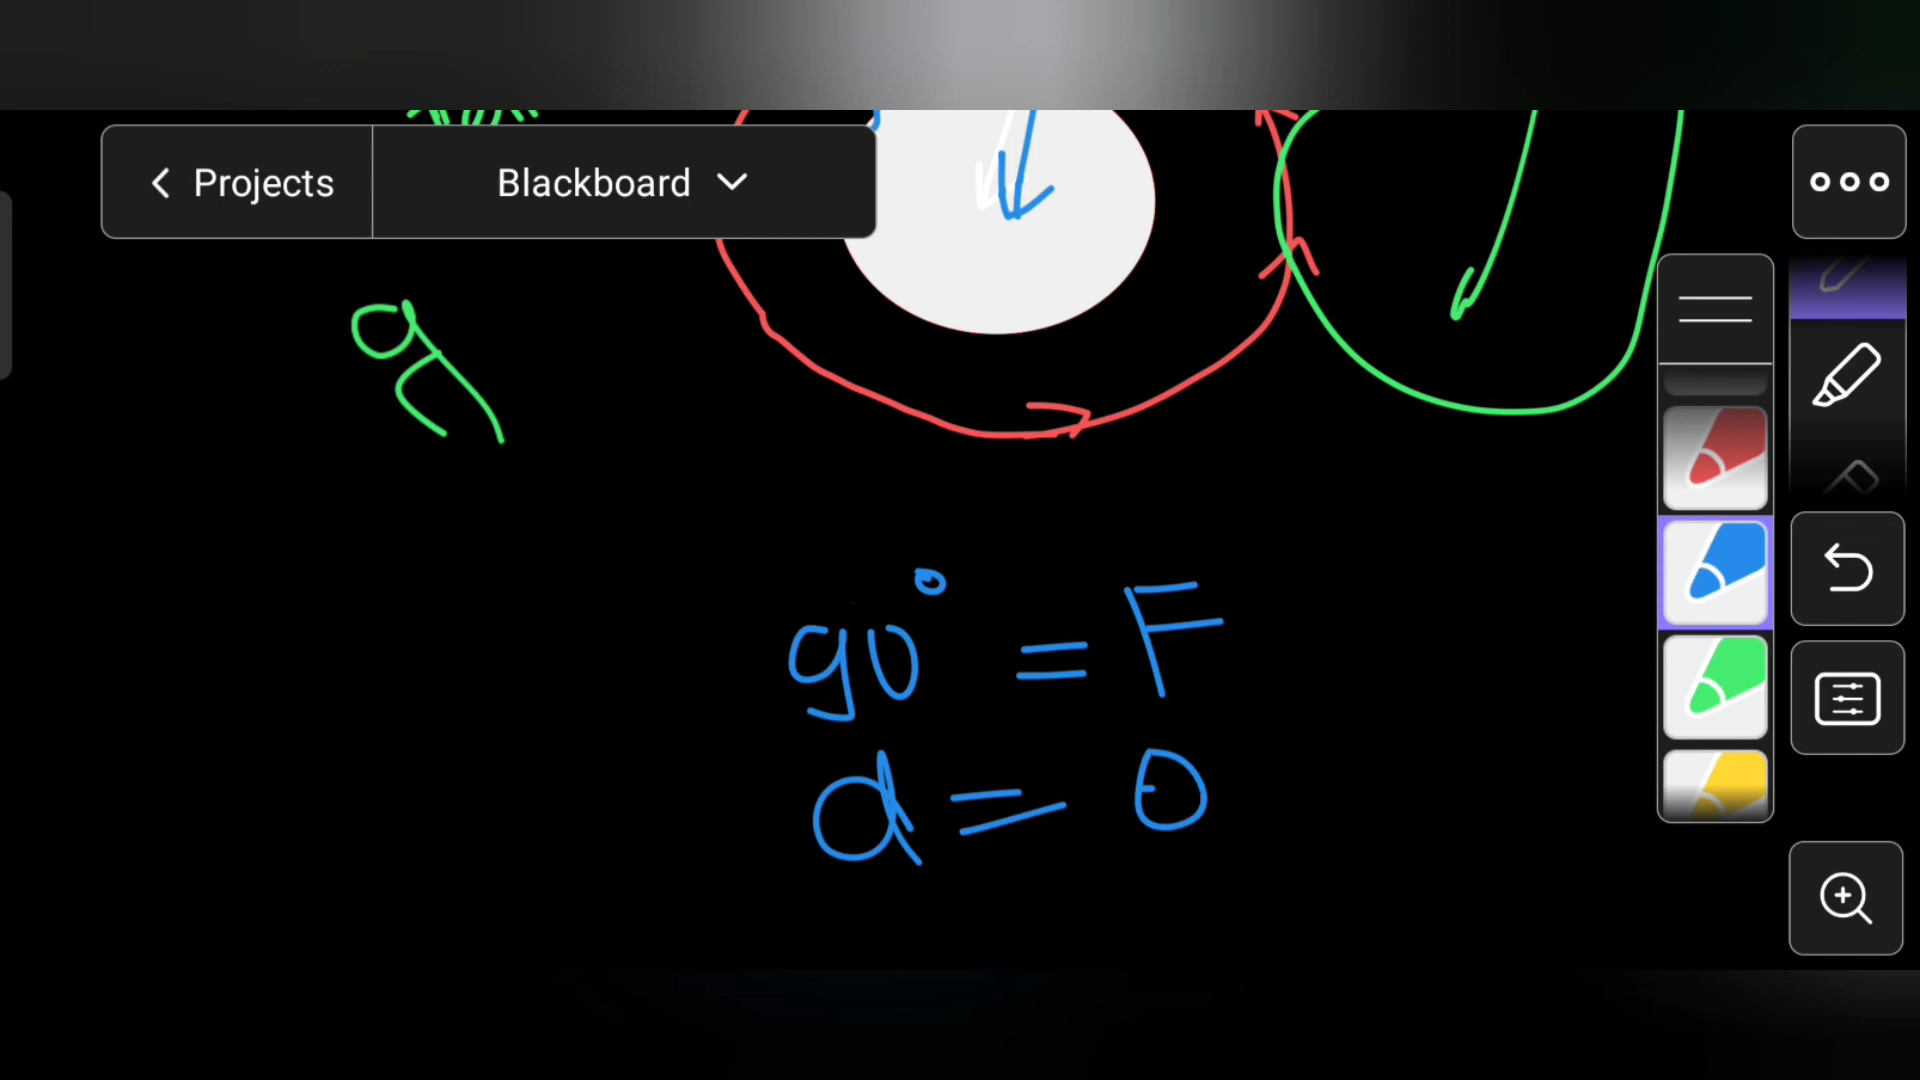 Projects
Blackboard
90° = F
d = 0